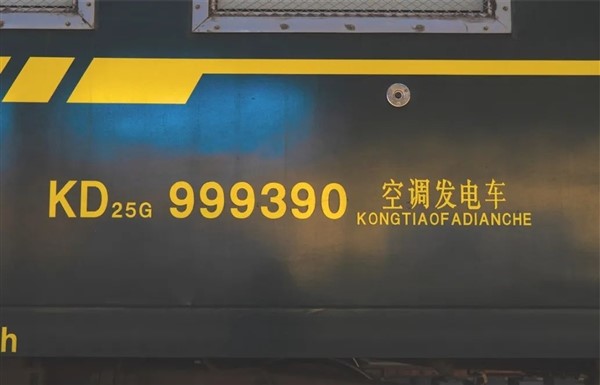 KD25G 999390 空调发电车
KONGTIAOFADIANCHE
h